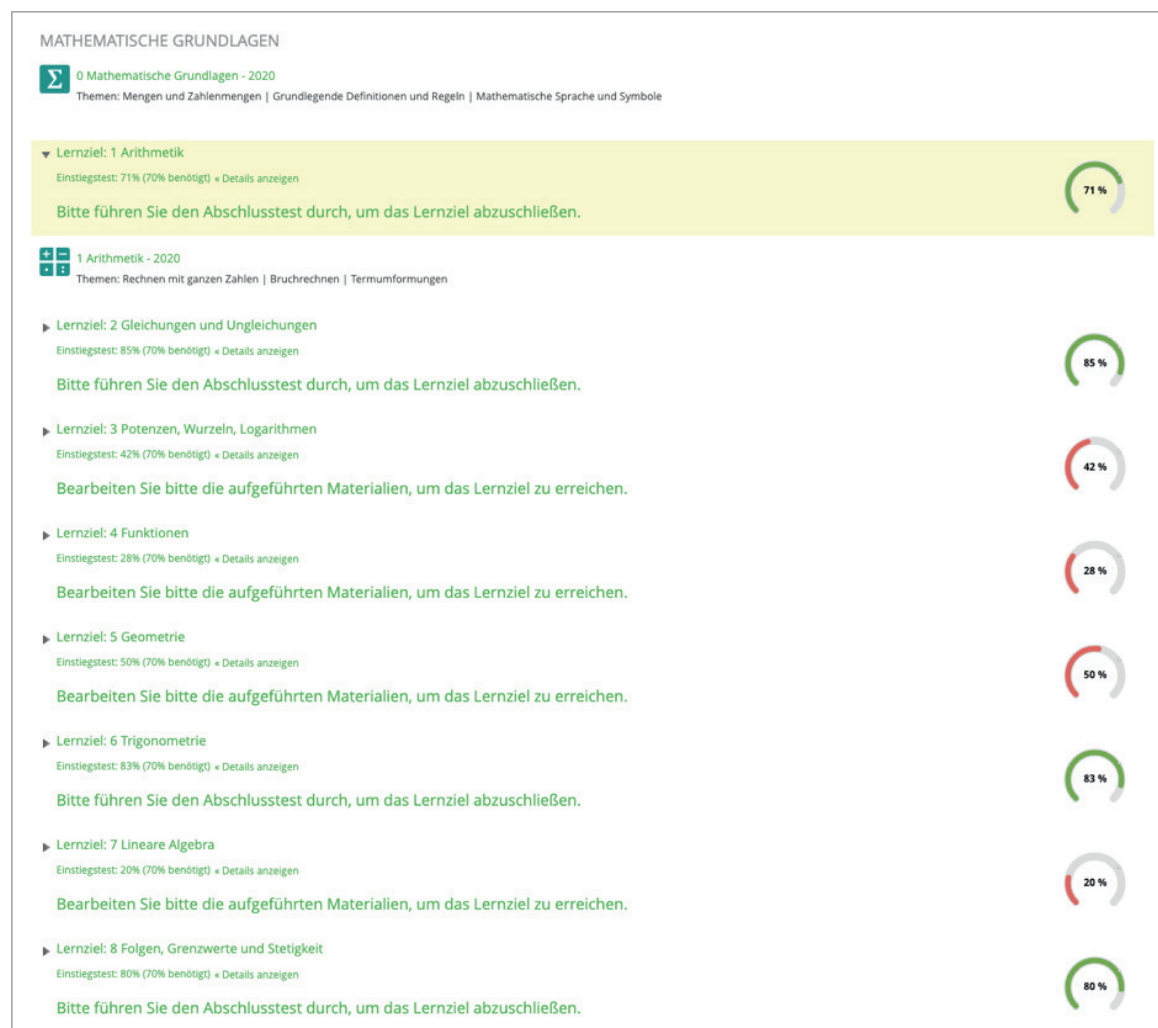 MATHEMATISCHE GRUNDLAGEN
0 Mathematische Grundlagen - 2020
Themen: Mengen und Zahlenmengen | Grundlegende Definitionen und Regeln | Mathematische Sprache und Symbole
Lernziel: 1 Arithmetik
Einstiegstest: 71% (70% benötigt) « Details anzeigen
71 %
Bitte führen Sie den Abschlusstest durch, um das Lernziel abzuschließen.
1 Arithmetik - 2020
Themen: Rechnen mit ganzen Zahlen | Bruchrechnen | Termumformungen
Lernziel: 2 Gleichungen und Ungleichungen
Einstiegstest: 85% (70% benötigt) « Details anzeigen
85 %
Bitte führen Sie den Abschlusstest durch, um das Lernziel abzuschließen.
Lernziel: 3 Potenzen, Wurzeln, Logarithmen
Einstiegstest: 42% (70% benötigt) « Details anzeigen
42 %
Bearbeiten Sie bitte die aufgeführten Materialien, um das Lernziel zu erreichen.
Lernziel: 4 Funktionen
Einstiegstest: 28% (70% benötigt) « Details anzeigen
28 %
Bearbeiten Sie bitte die aufgeführten Materialien, um das Lernziel zu erreichen.
Lernziel: 5 Geometrie
Einstiegstest: 50% (70% benötigt) « Details anzeigen
50 %
Bearbeiten Sie bitte die aufgeführten Materialien, um das Lernziel zu erreichen.
Lernziel: 6 Trigonometrie
Einstiegstest: 83% (70% benötigt) « Details anzeigen
83 %
Bitte führen Sie den Abschlusstest durch, um das Lernziel abzuschließen.
Lernziel: 7 Lineare Algebra
Einstiegstest: 20% (70% benötigt) « Details anzeigen
20 %
Bearbeiten Sie bitte die aufgeführten Materialien, um das Lernziel zu erreichen.
Lernziel: 8 Folgen, Grenzwerte und Stetigkeit
Einstiegstest: 80% (70% benötigt) « Details anzeigen
80 %
Bitte führen Sie den Abschlusstest durch, um das Lernziel abzuschließen.